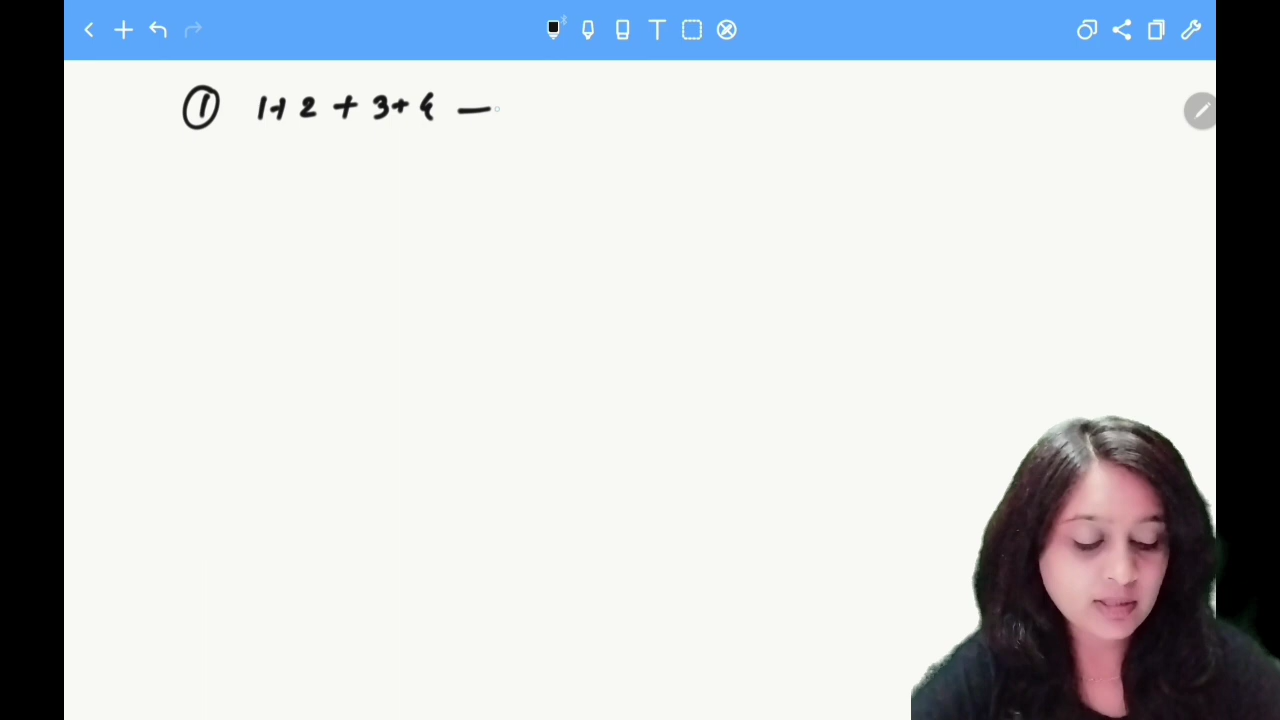 ① 1+2+3+4 —